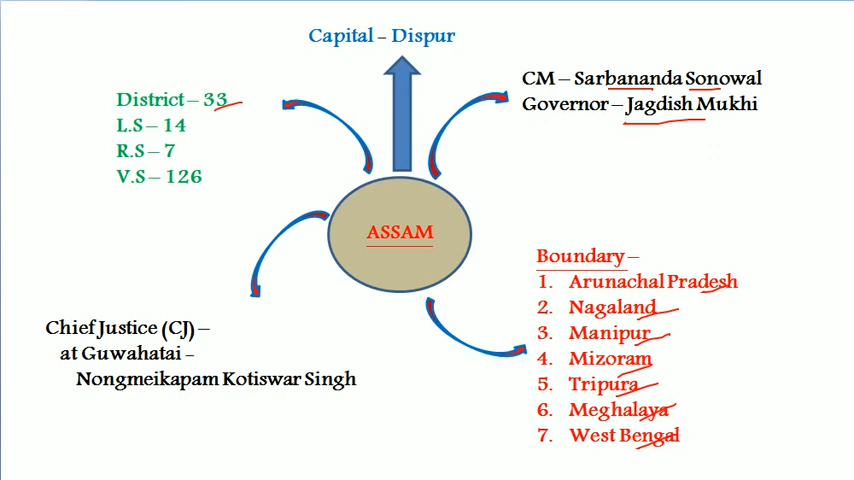 Capital – Dispur
District – 33
L.S – 14
R.S – 7
V.S – 126
CM – Sarbananda Sonowal
Governor – Jagdish Mukhi
ASSAM
Chief Justice (CJ) –
at Guwahatai –
Nongmeikapam Kotiswar Singh
Boundary –
1. Arunachal Pradesh
2. Nagaland
3. Manipur
4. Mizoram
5. Tripura
6. Meghalaya
7. West Bengal